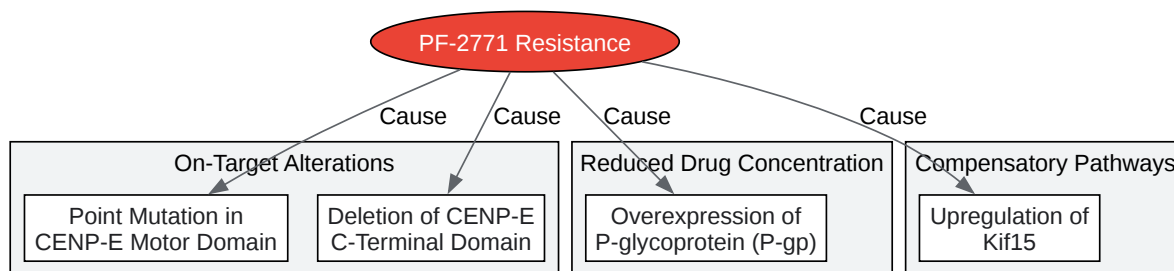 PF-2771 Resistance
Cause
Cause
Cause
Cause
On-Target Alterations
Reduced Drug Concentration
Compensatory Pathways
Point Mutation in
CENP-E Motor Domain
Deletion of CENP-E
C-Terminal Domain
Overexpression of
P-glycoprotein (P-gp)
Upregulation of
Kif15